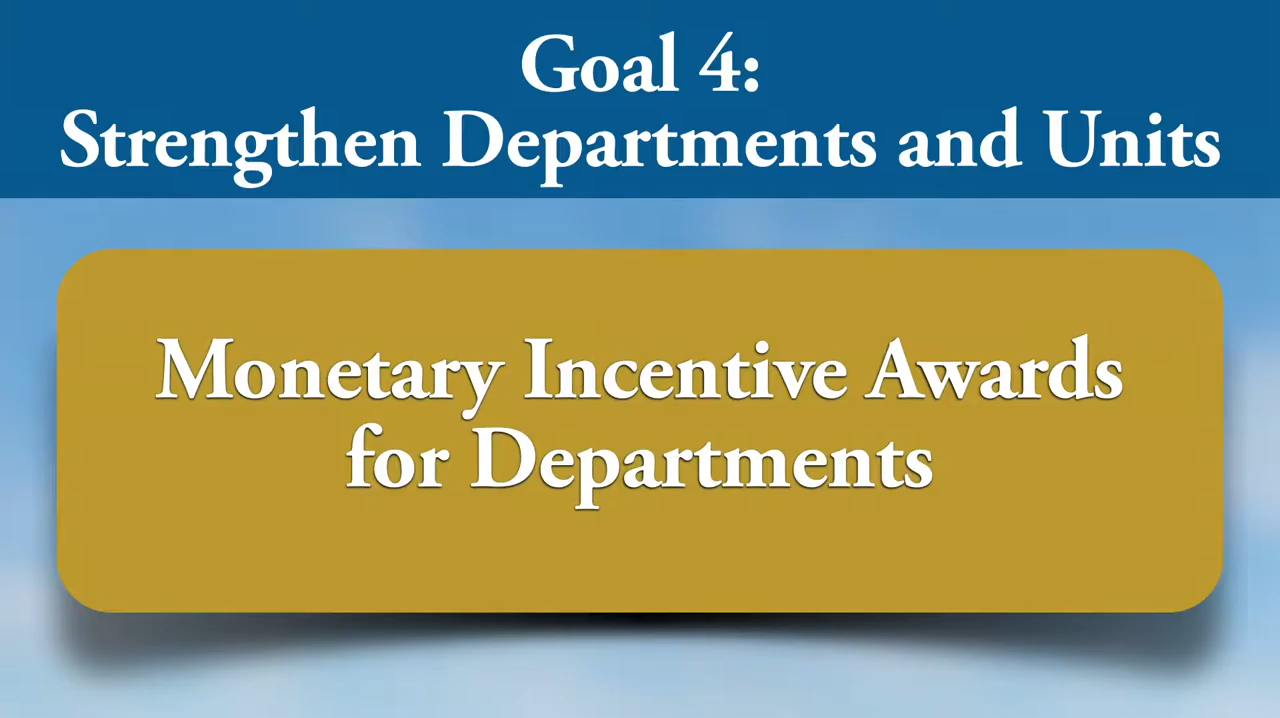 Goal 4:
Strengthen Departments and Units
Monetary Incentive Awards
for Departments